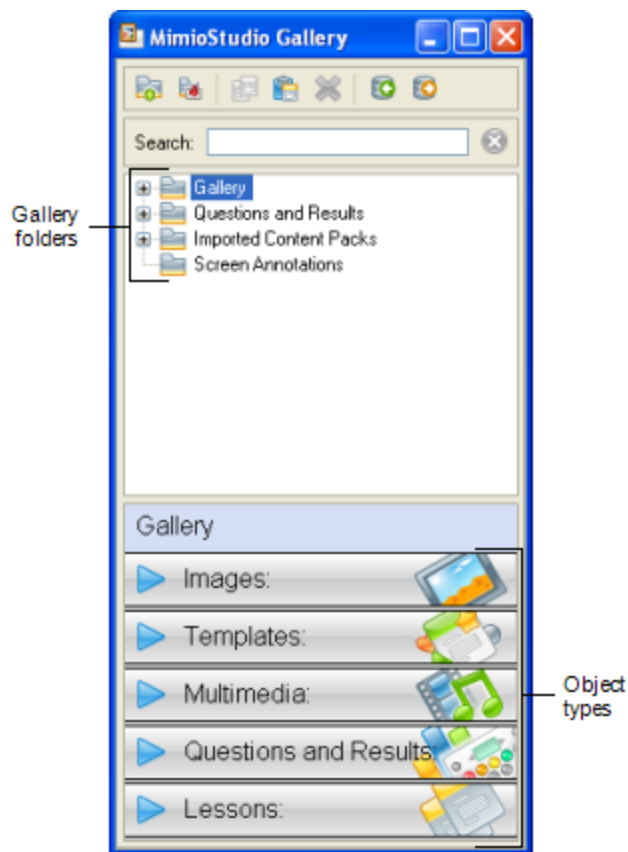 MimioStudio Gallery
Search:
Gallery
Questions and Results
Imported Content Packs
Screen Annotations
Gallery
folders
Gallery
Images:
Templates:
Multimedia:
Questions and Results:
Lessons:
Object
types